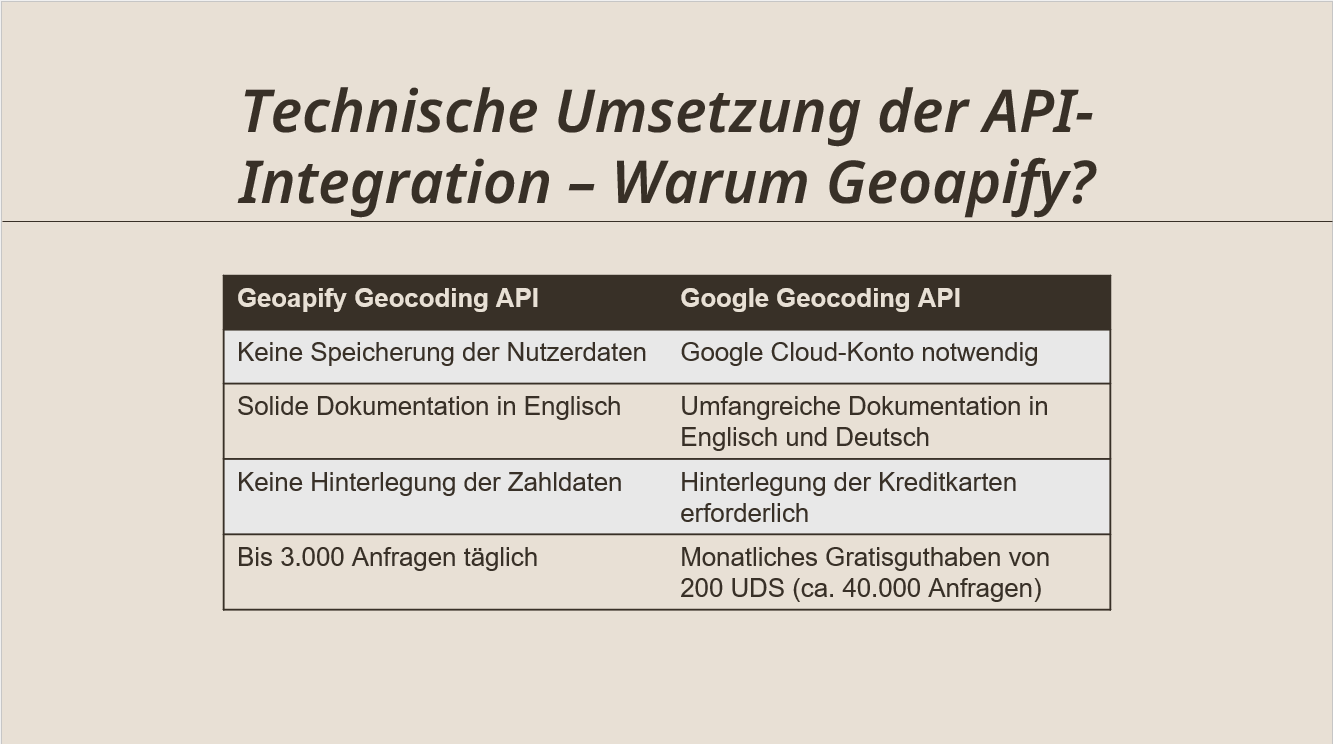 Technische Umsetzung der API-
Integration – Warum Geoapify?
Geoapify Geocoding API
Google Geocoding API
Keine Speicherung der Nutzerdaten
Google Cloud-Konto notwendig
Solide Dokumentation in Englisch
Umfangreiche Dokumentation in
Englisch und Deutsch
Keine Hinterlegung der Zahldaten
Hinterlegung der Kreditkarten
erforderlich
Bis 3.000 Anfragen täglich
Monatliches Gratisguthaben von
200 UDS (ca. 40.000 Anfragen)